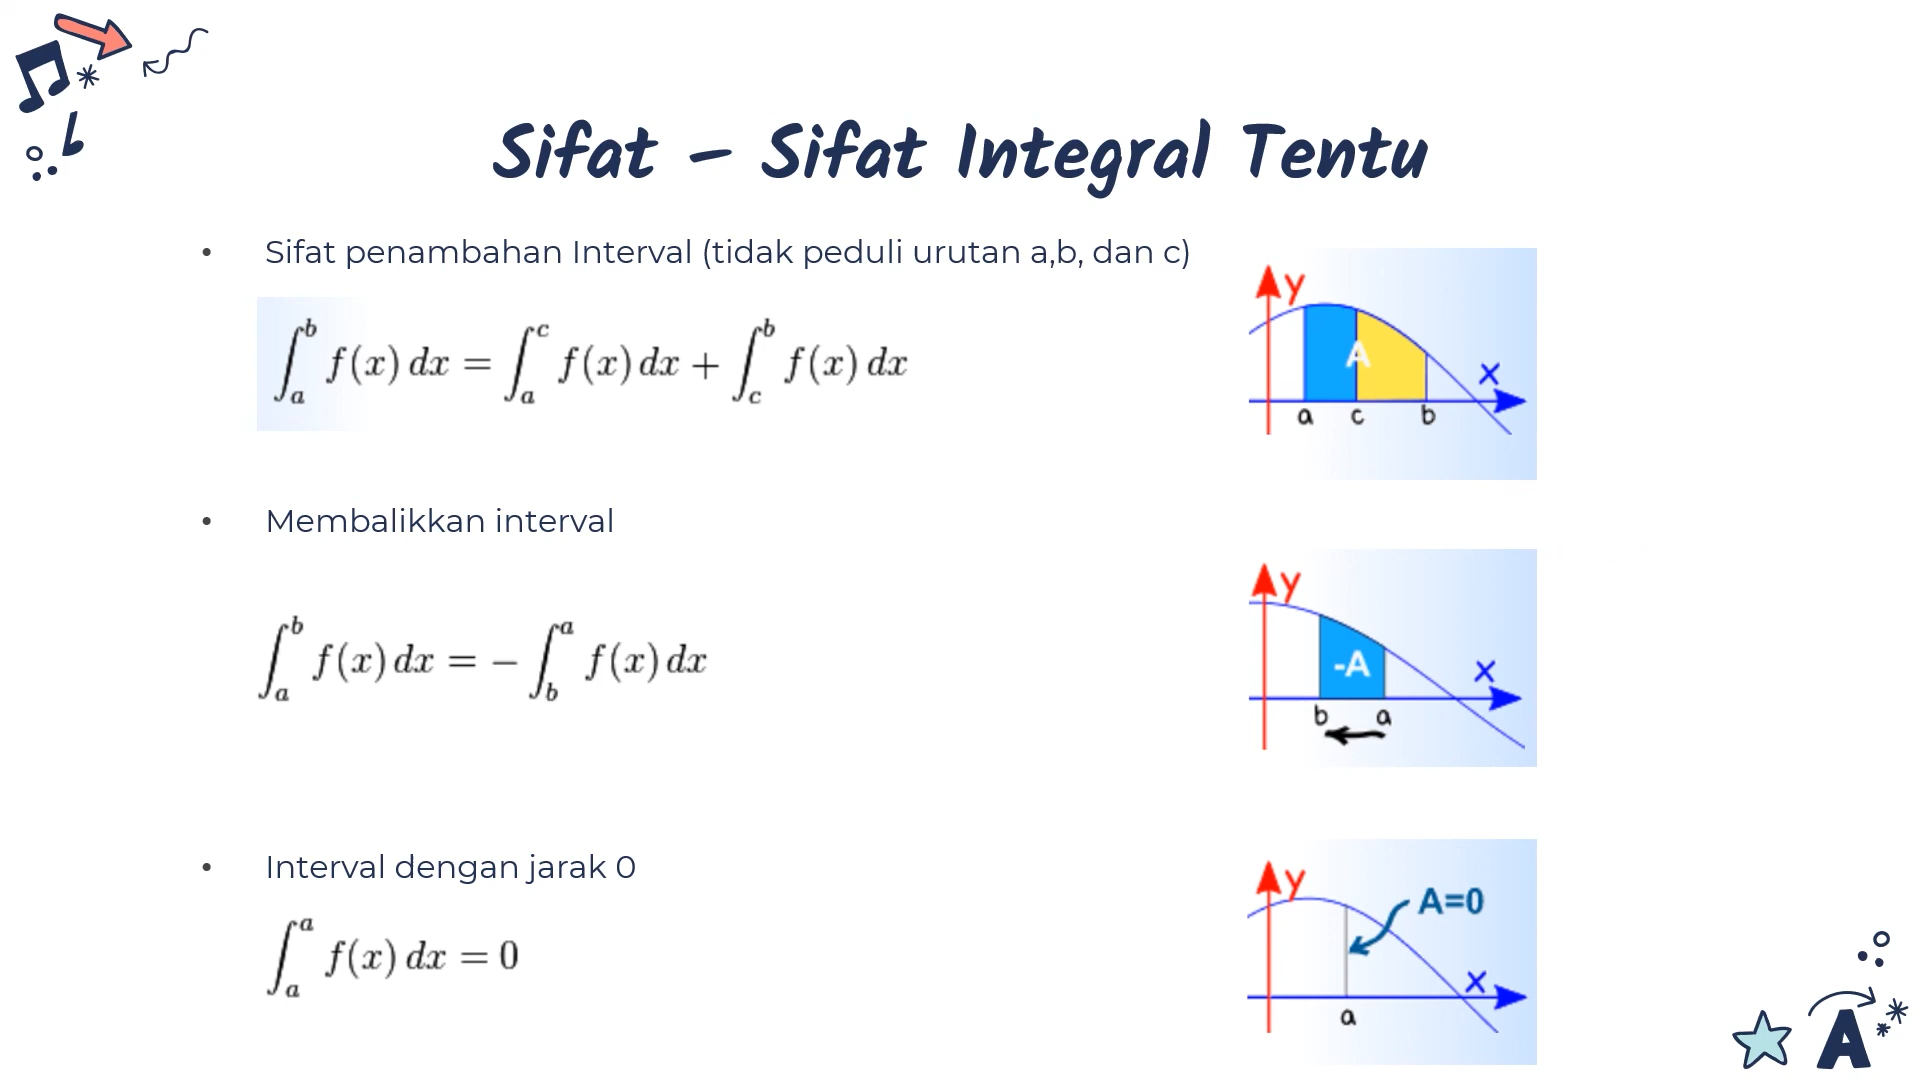 b
Sifat – Sifat Integral Tentu
• Sifat penambahan Interval (tidak peduli urutan a,b, dan c)
∫_a^b f(x) dx = ∫_a^c f(x) dx + ∫_c^b f(x) dx
y
A
x
a c b
• Membalikkan interval
∫_a^b f(x) dx = − ∫_b^a f(x) dx
y
-A
x
b a
• Interval dengan jarak 0
∫_a^a f(x) dx = 0
y
A=0
x
a
A